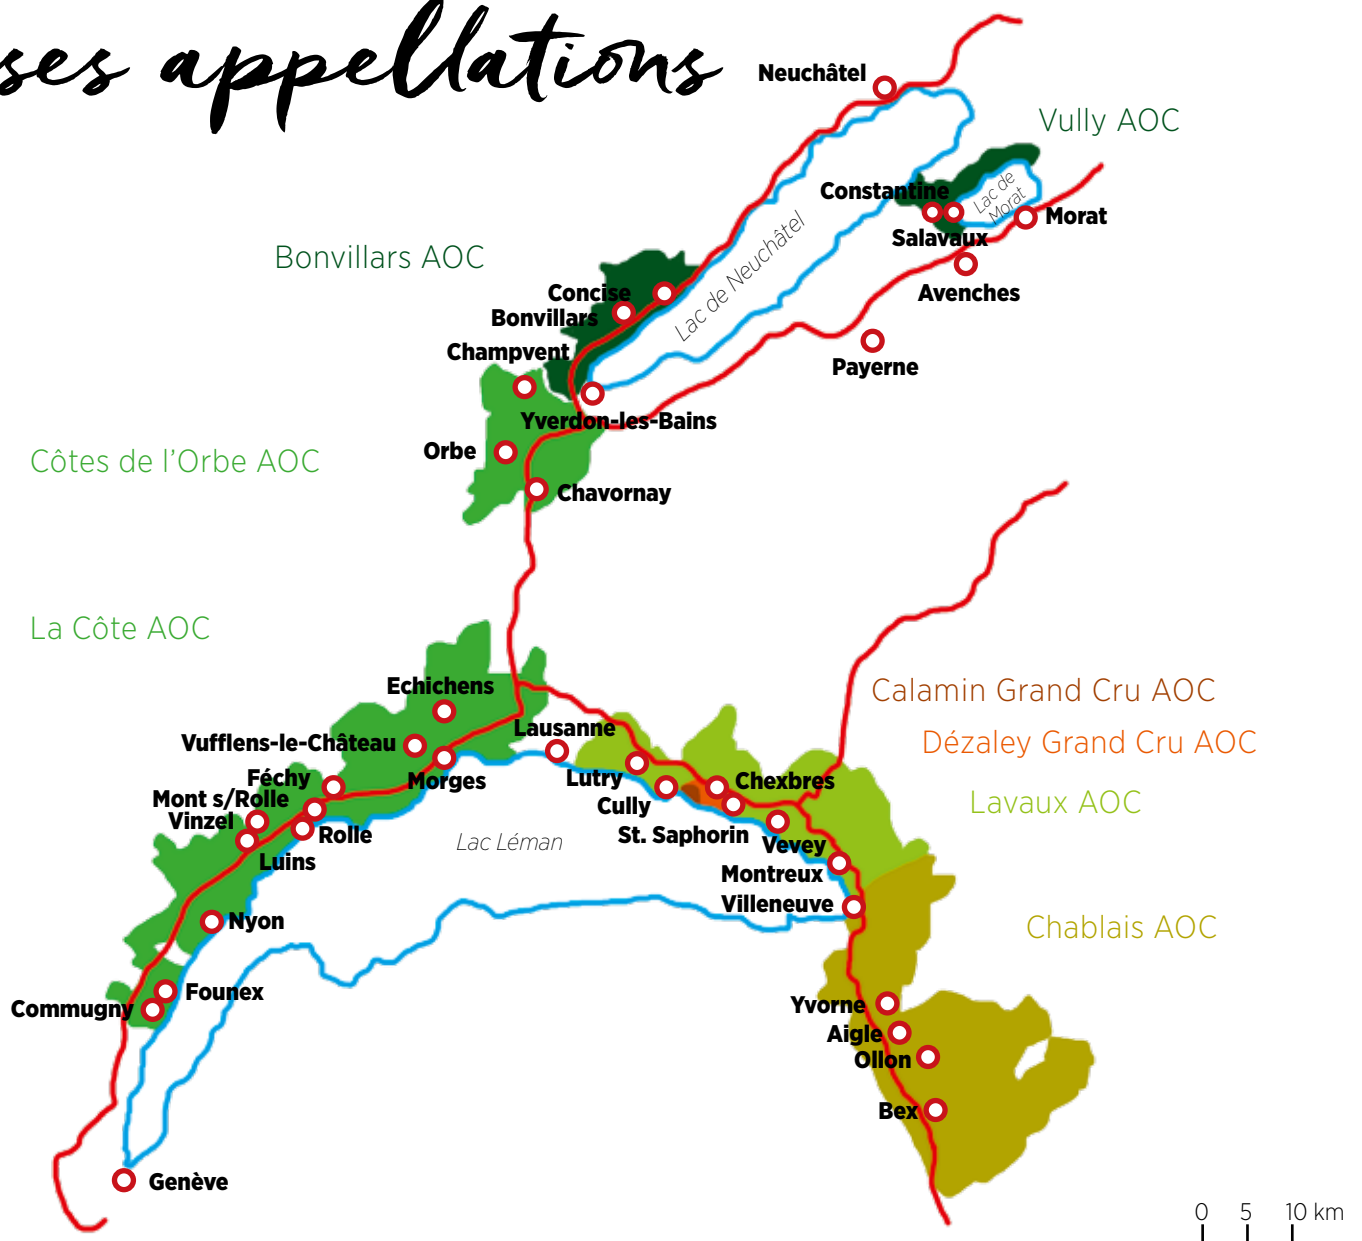 ses appellations
Neuchâtel
Vully AOC
Constantine
Lac de
Morat
Morat
Salavaux
Bonvillars AOC
Lac de Neuchâtel
Avenches
Concise
Bonvillars
Champvent
Payerne
Yverdon-les-Bains
Orbe
Côtes de l'Orbe AOC
Chavornay
La Côte AOC
Echichens
Calamin Grand Cru AOC
Lausanne
Vufflens-le-Château
Dézaley Grand Cru AOC
Féchy
Morges
Lutry
Chexbres
Mont s/Rolle
Cully
Lavaux AOC
Vinzel
Rolle
Lac Léman
St. Saphorin
Vevey
Luins
Montreux
Villeneuve
Nyon
Chablais AOC
Founex
Commugny
Yvorne
Aigle
Ollon
Bex
Genève
0 5 10 km